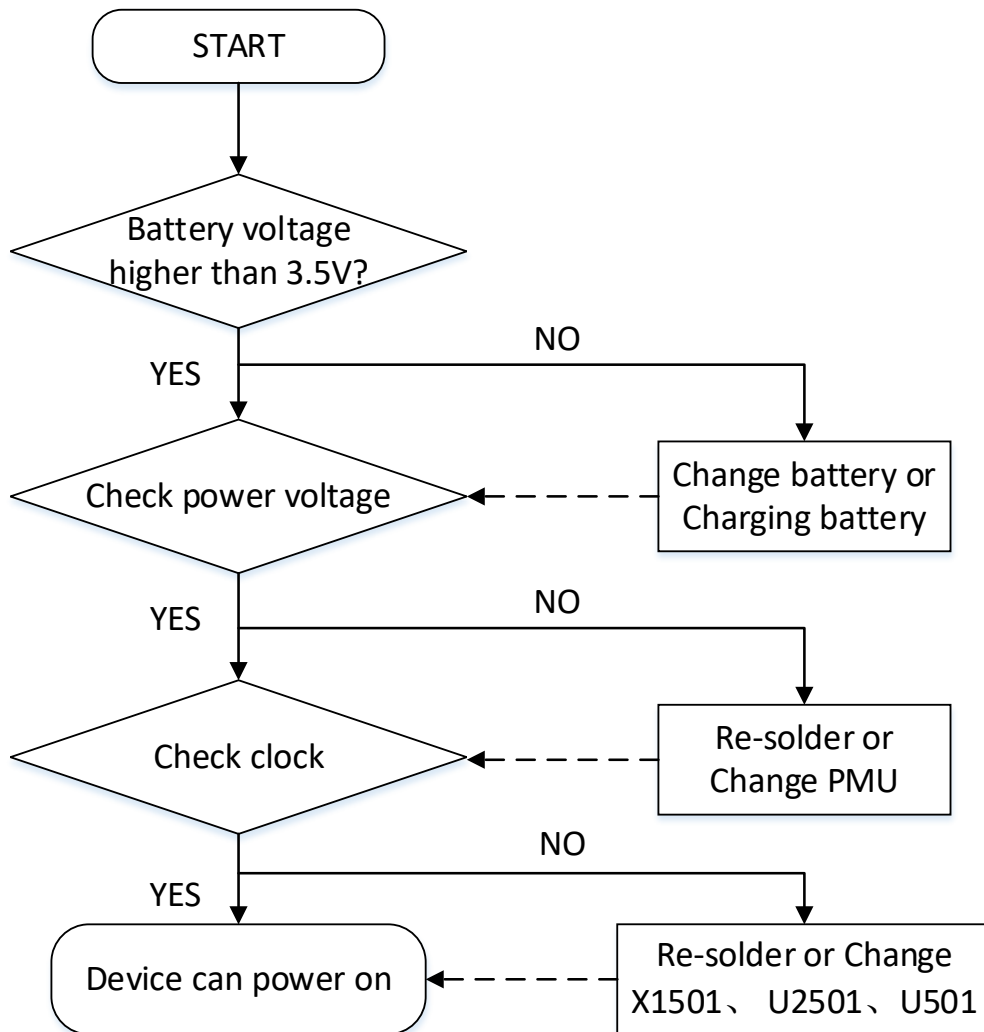 START
Battery voltage
higher than 3.5V?
NO
YES
Check power voltage
Change battery or
Charging battery
NO
YES
Check clock
Re-solder or
Change PMU
NO
YES
Device can power on
Re-solder or Change
X1501、 U2501、U501